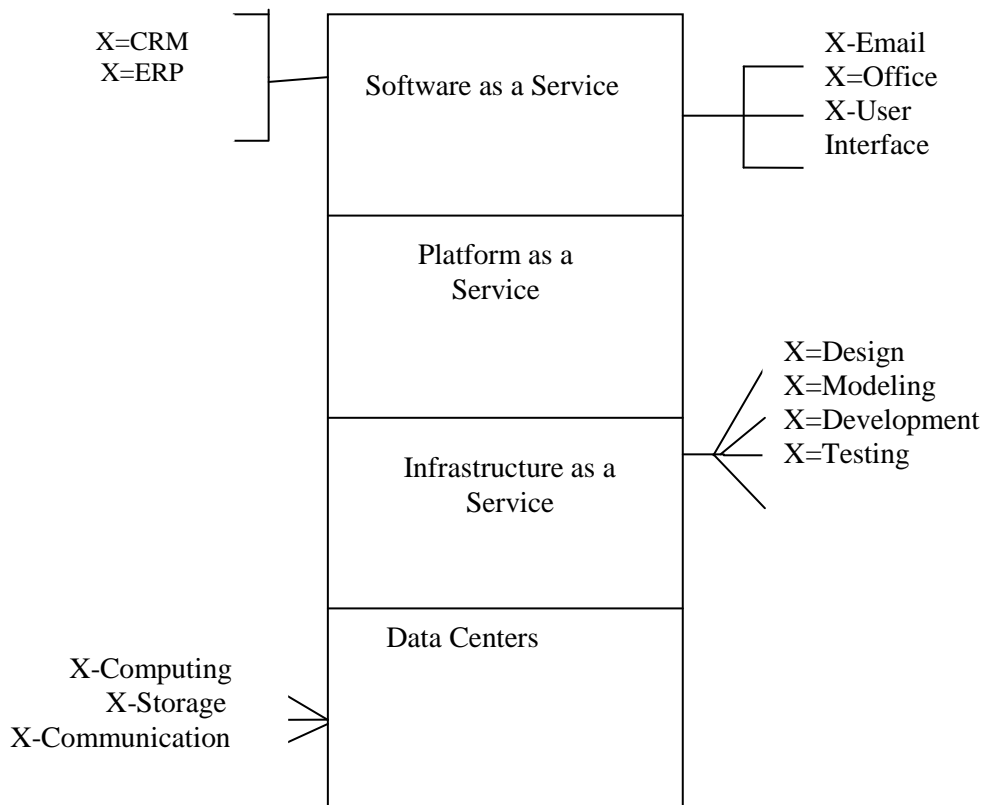 X=CRM
X=ERP
Software as a Service
X-Email
X=Office
X-User
Interface
Platform as a
Service
X=Design
X=Modeling
X=Development
X=Testing
Infrastructure as a
Service
Data Centers
X-Computing
X-Storage
X-Communication